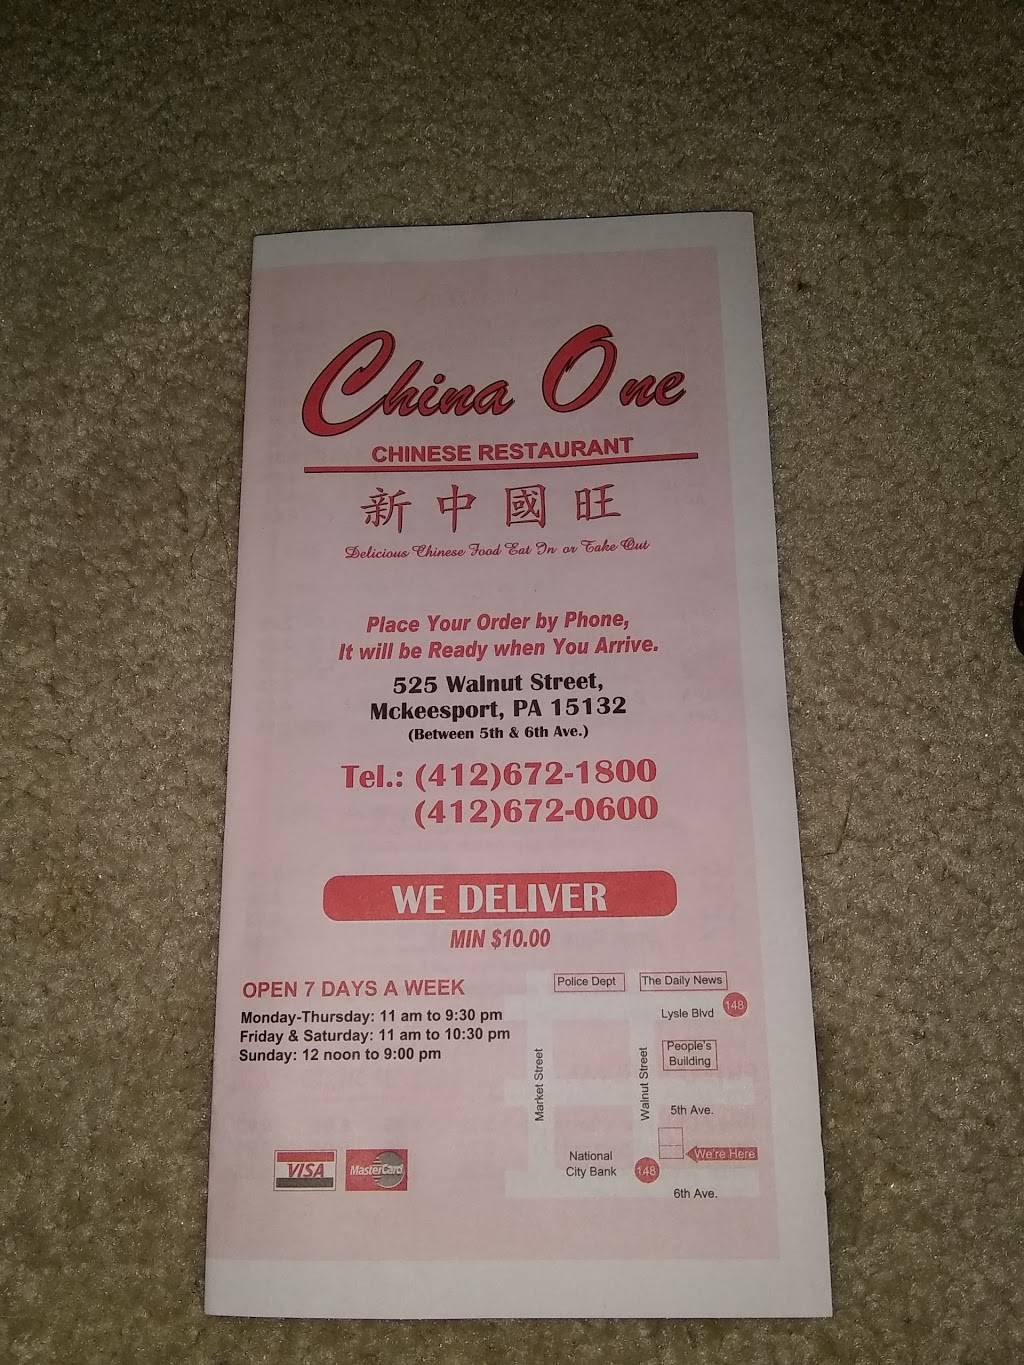 China One
CHINESE RESTAURANT
新中國旺
Delicious Chinese Food Eat In or Take Out
Place Your Order by Phone,
It will be Ready when You Arrive.
525 Walnut Street,
Mckeesport, PA 15132
(Between 5th & 6th Ave.)
Tel.: (412)672-1800
(412)672-0600
WE DELIVER
MIN $10.00
OPEN 7 DAYS A WEEK
Monday-Thursday: 11 am to 9:30 pm
Friday & Saturday: 11 am to 10:30 pm
Sunday: 12 noon to 9:00 pm
VISA
MasterCard
Police Dept
The Daily News
148
Lysle Blvd
People's
Building
Market Street
Walnut Street
5th Ave.
We're Here
National
City Bank
148
6th Ave.